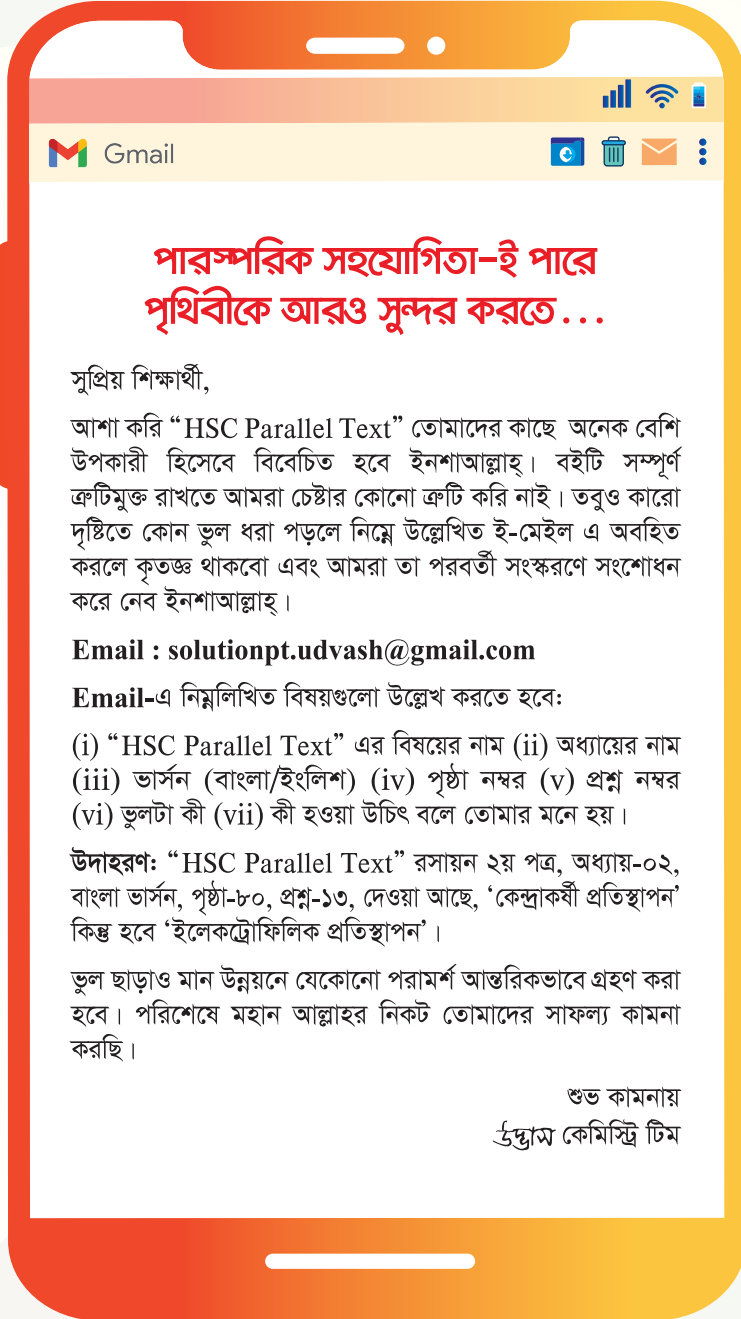 Gmail
পারস্পরিক সহযোগিতা-ই পারে
পৃথিবীকে আরও সুন্দর করতে...
সুপ্রিয় শিক্ষার্থী,
আশা করি “HSC Parallel Text” তোমাদের কাছে অনেক বেশি
উপকারী হিসেবে বিবেচিত হবে ইনশাআল্লাহ্। বইটি সম্পূর্ণ
ত্রুটিমুক্ত রাখতে আমরা চেষ্টার কোনো ত্রুটি করি নাই। তবুও কারো
দৃষ্টিতে কোন ভুল ধরা পড়লে নিম্নে উল্লেখিত ই-মেইল এ অবহিত
করলে কৃতজ্ঞ থাকবো এবং আমরা তা পরবর্তী সংস্করণে সংশোধন
করে নেব ইনশাআল্লাহ্।
Email : solutionpt.udvash@gmail.com
Email-এ নিম্নলিখিত বিষয়গুলো উল্লেখ করতে হবে:
(i) “HSC Parallel Text” এর বিষয়ের নাম (ii) অধ্যায়ের নাম
(iii) ভার্সন (বাংলা/ইংলিশ) (iv) পৃষ্ঠা নম্বর (v) প্রশ্ন নম্বর
(vi) ভুলটা কী (vii) কী হওয়া উচিৎ বলে তোমার মনে হয়।
উদাহরণ: “HSC Parallel Text” রসায়ন ২য় পত্র, অধ্যায়-০২,
বাংলা ভার্সন, পৃষ্ঠা-৮০, প্রশ্ন-১৩, দেওয়া আছে, ‘কেন্দ্রাকর্ষী প্রতিস্থাপন’
কিন্তু হবে ‘ইলেকট্রোফিলিক প্রতিস্থাপন’।
ভুল ছাড়াও মান উন্নয়নে যেকোনো পরামর্শ আন্তরিকভাবে গ্রহণ করা
হবে। পরিশেষে মহান আল্লাহর নিকট তোমাদের সাফল্য কামনা
করছি।
শুভ কামনায়
উদ্ভাস কেমিস্ট্রি টিম